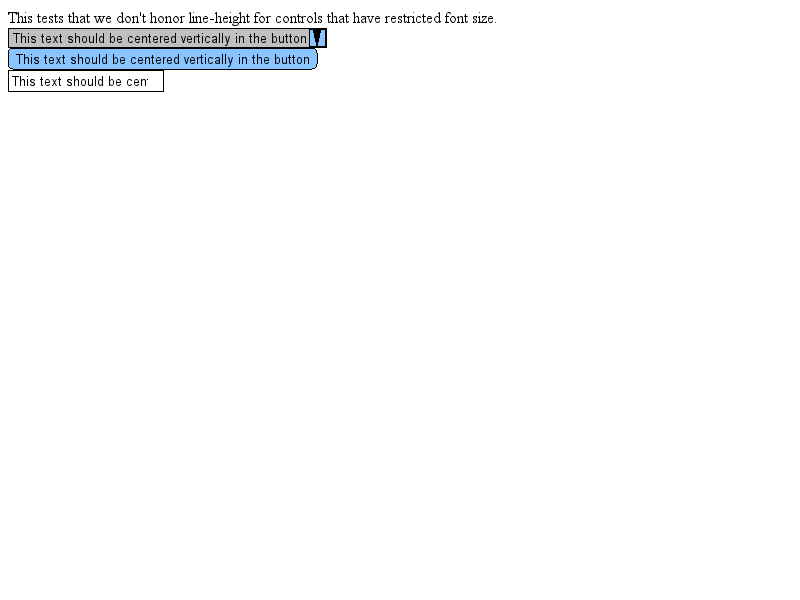 This tests that we don't honor line-height for controls that have restricted font size.
This text should be centered vertically in the button
This text should be centered vertically in the button
This text should be cen